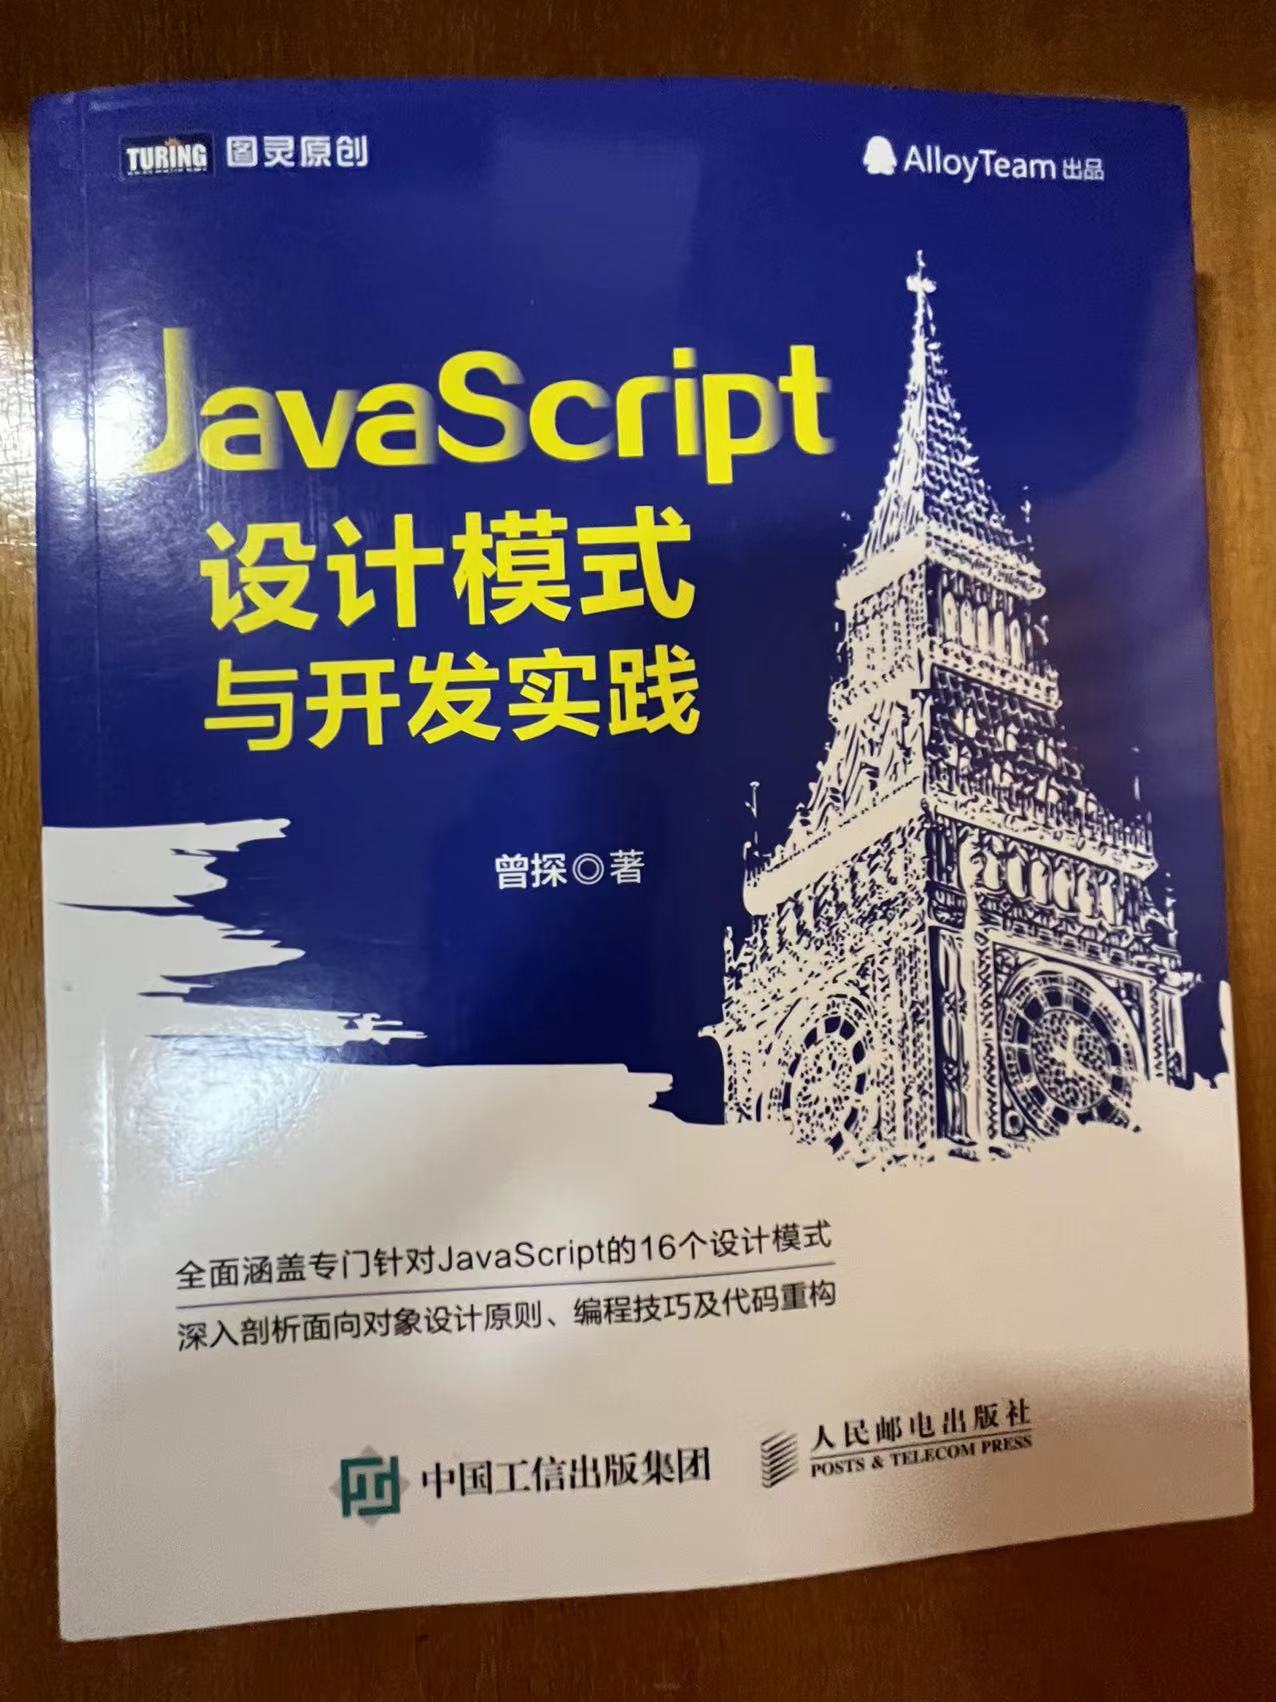 TURING 图灵原创
AlloyTeam 出品
JavaScript
设计模式
与开发实践
曾探◎著
全面涵盖专门针对JavaScript的16个设计模式
深入剖析面向对象设计原则、编程技巧及代码重构
中国工信出版集团
人民邮电出版社
POSTS & TELECOM PRESS